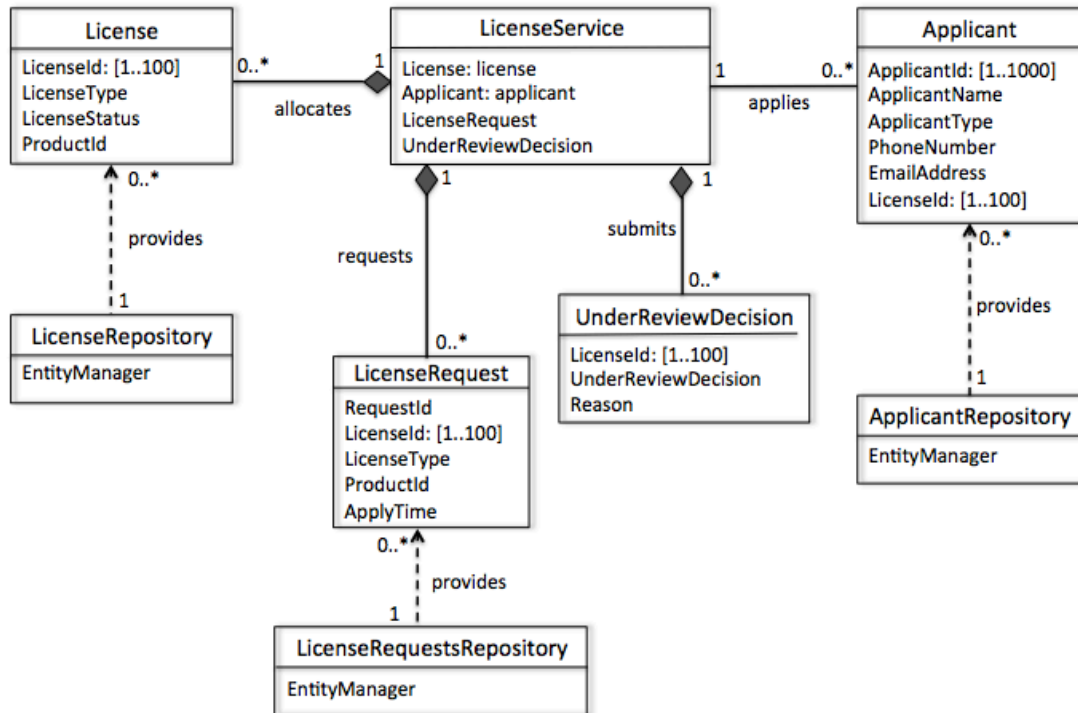 License
LicenseId: [1..100]
LicenseType
LicenseStatus
ProductId
0..*
1
allocates
LicenseService
License: license
Applicant: applicant
LicenseRequest
UnderReviewDecision
1
0..*
applies
Applicant
ApplicantId: [1..1000]
ApplicantName
ApplicantType
PhoneNumber
EmailAddress
LicenseId: [1..100]
0..*
provides
1
LicenseRepository
EntityManager
1
requests
0..*
LicenseRequest
RequestId
LicenseId: [1..100]
LicenseType
ProductId
ApplyTime
0..*
provides
1
LicenseRequestsRepository
EntityManager
1
submits
0..*
UnderReviewDecision
LicenseId: [1..100]
UnderReviewDecision
Reason
0..*
provides
1
ApplicantRepository
EntityManager